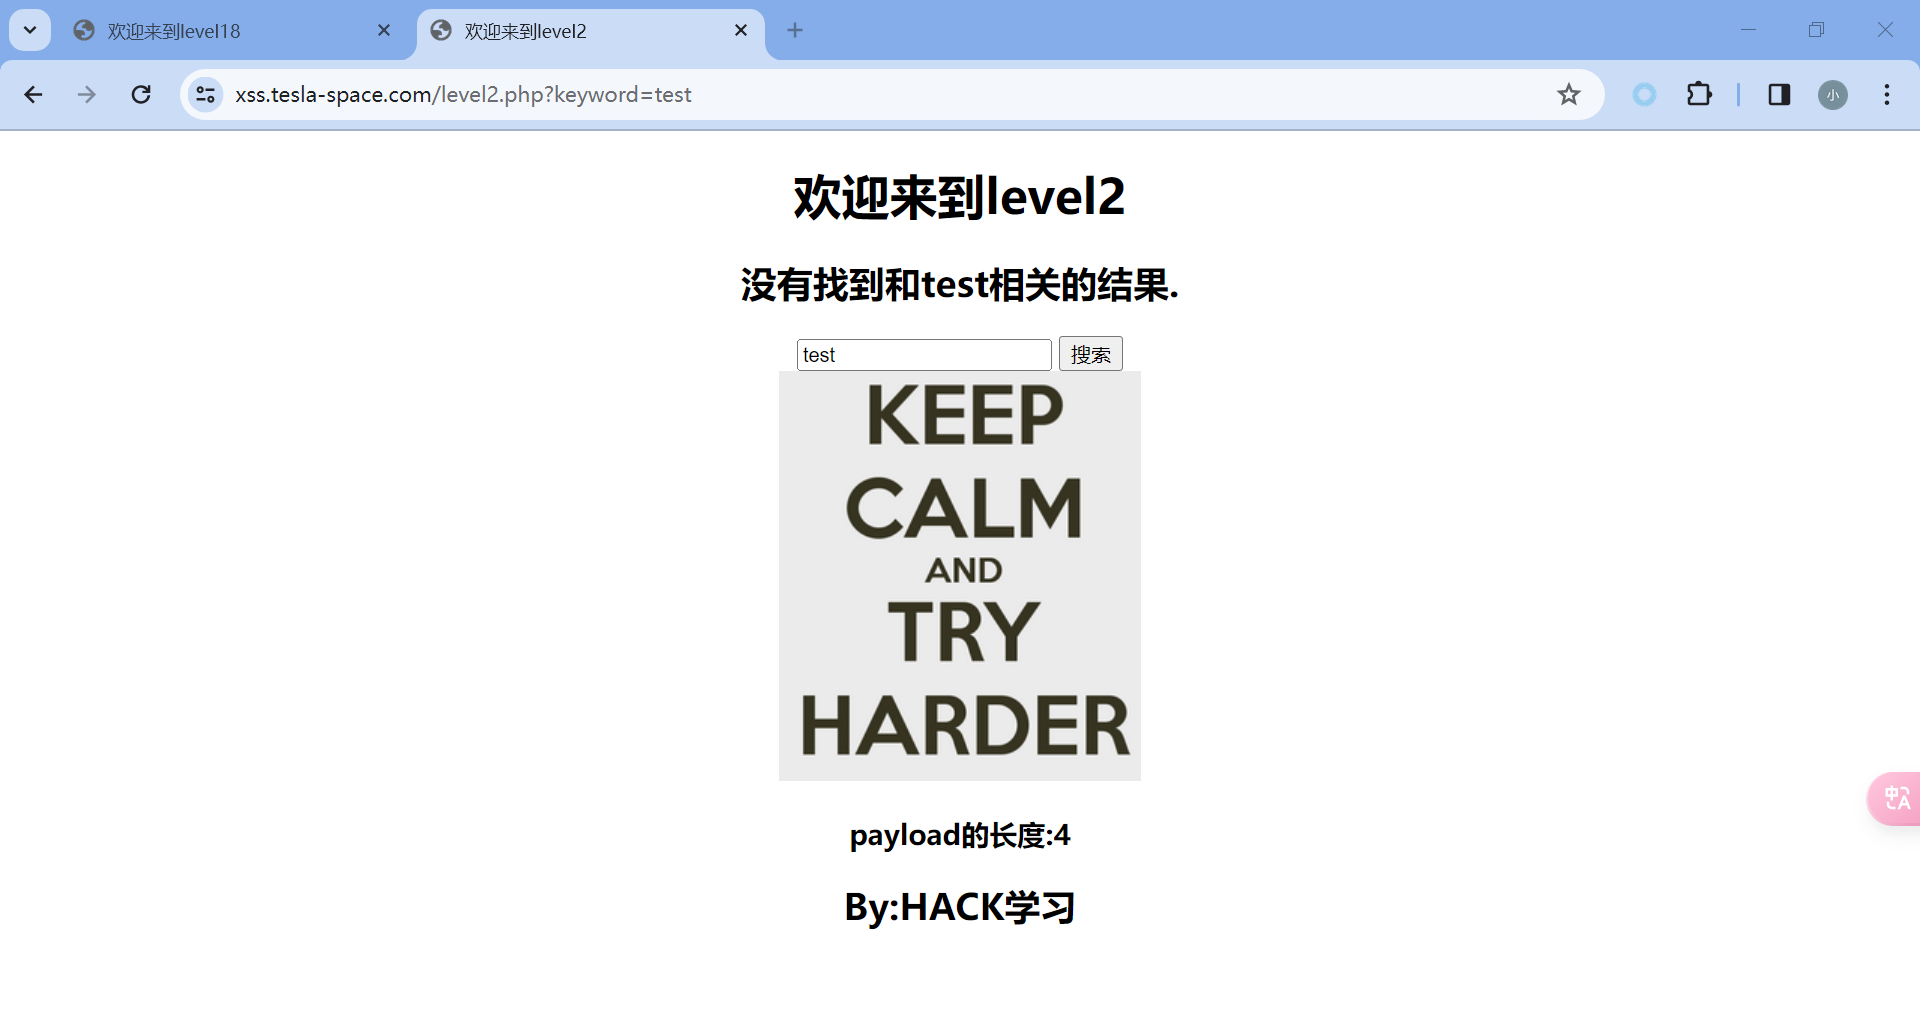 欢迎来到level18
欢迎来到level2
xss.tesla-space.com/level2.php?keyword=test
小
欢迎来到level2
没有找到和test相关的结果.
test 搜索
KEEP
CALM
AND
TRY
HARDER
中A
payload的长度:4
By:HACK学习